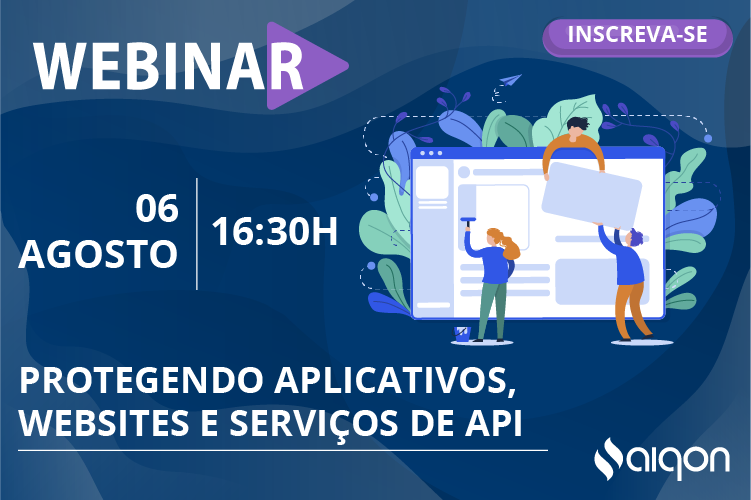 WEBINAR
INSCREVA-SE
06
AGOSTO
16:30H
PROTEGENDO APLICATIVOS,
WEBSITES E SERVIÇOS DE API
aiqon